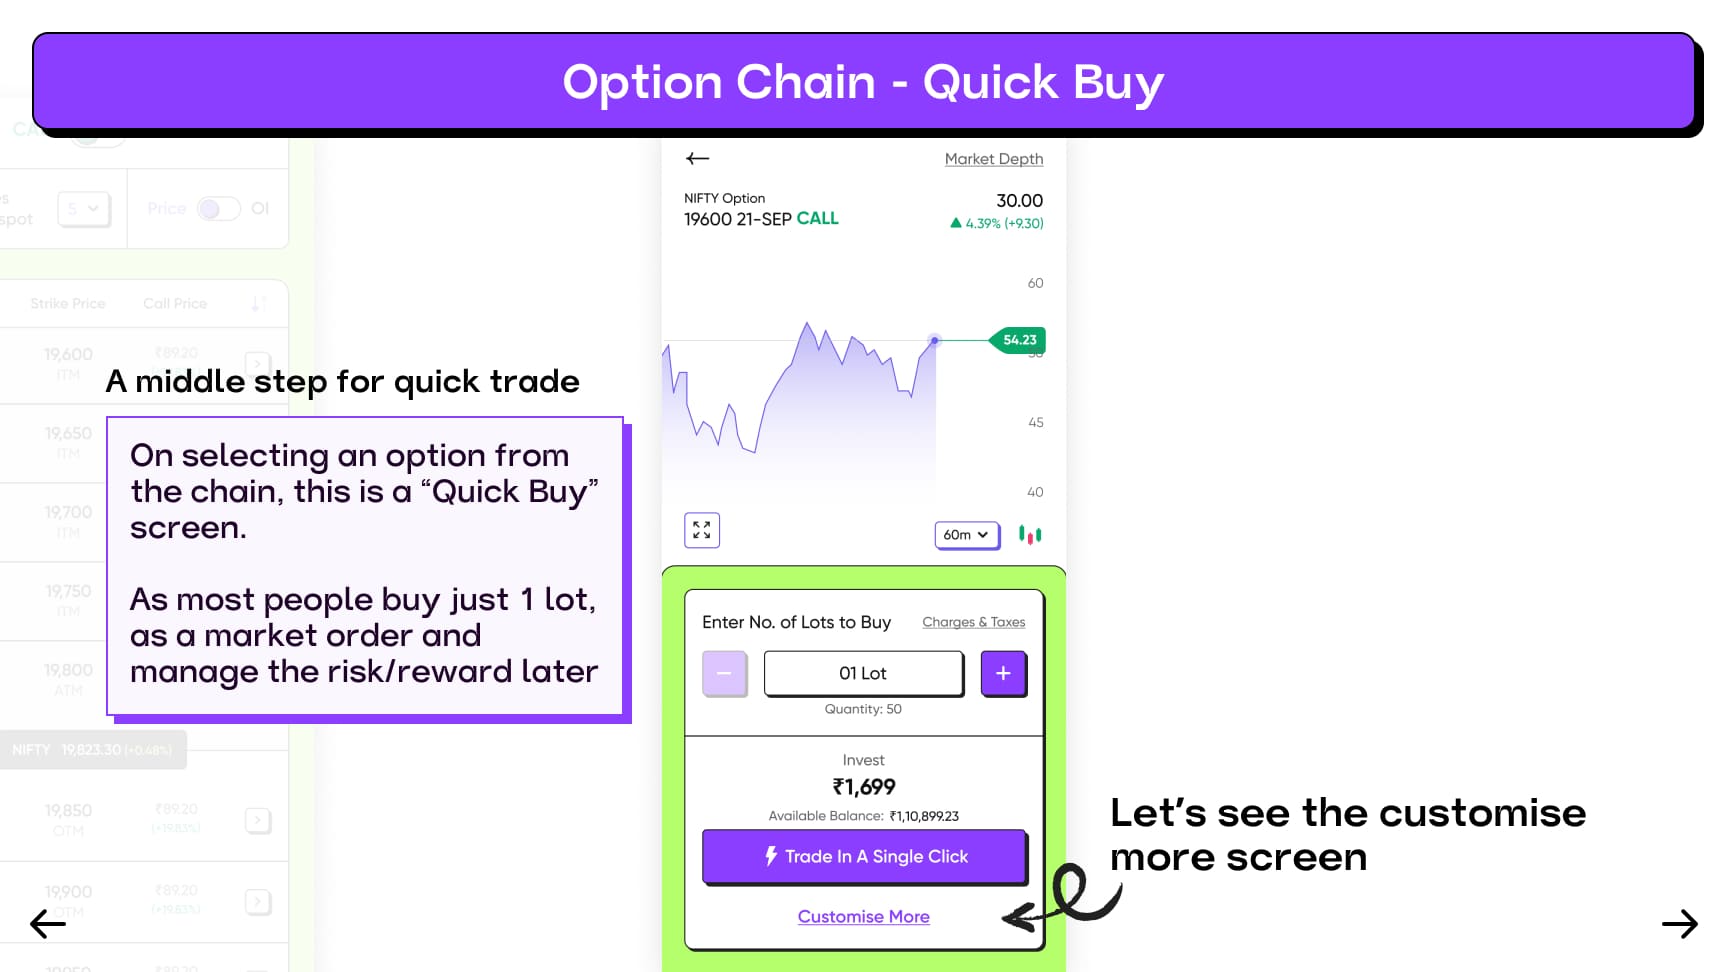 Option Chain - Quick Buy
Market Depth
NIFTY Option
30.00
19600 21-SEP CALL
4.39% (+9.30)
5
Price
OI
spot
Strike Price
Call Price
60
54.23
45
40
19,600
₹89.20
ITM
A middle step for quick trade
On selecting an option from
the chain, this is a “Quick Buy”
screen.
As most people buy just 1 lot,
as a market order and
manage the risk/reward later
19,650
ITM
19,700
ITM
19,750
ITM
19,800
ATM
NIFTY 19,823.30 (+0.48%)
19,850
₹89.20
OTM
(+19.83%)
19,900
₹89.20
OTM
(+19.83%)
60m
Enter No. of Lots to Buy
Charges & Taxes
−
01 Lot
+
Quantity: 50
Invest
₹1,699
Available Balance: ₹1,10,899.23
Trade In A Single Click
Customise More
Let’s see the customise
more screen